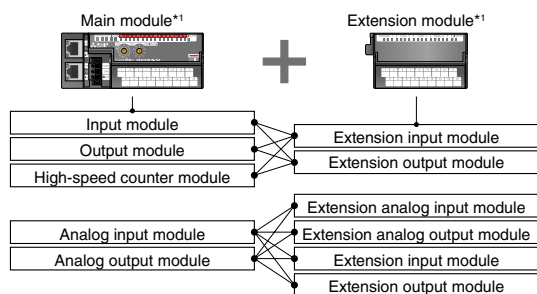 Main module*1
Extension module*1
Input module
Output module
High-speed counter module
Extension input module
Extension output module
Analog input module
Analog output module
Extension analog input module
Extension analog output module
Extension input module
Extension output module